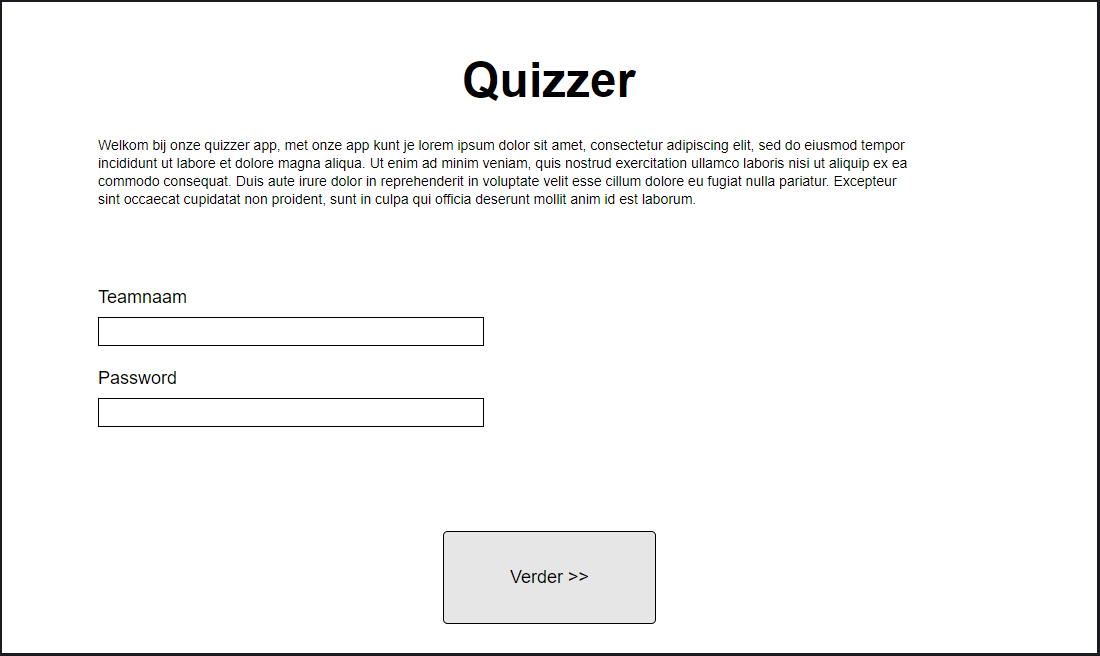 Quizzer
Welkom bij onze quizzer app, met onze app kunt je lorem ipsum dolor sit amet, consectetur adipiscing elit, sed do eiusmod tempor
incididunt ut labore et dolore magna aliqua. Ut enim ad minim veniam, quis nostrud exercitation ullamco laboris nisi ut aliquip ex ea
commodo consequat. Duis aute irure dolor in reprehenderit in voluptate velit esse cillum dolore eu fugiat nulla pariatur. Excepteur
sint occaecat cupidatat non proident, sunt in culpa qui officia deserunt mollit anim id est laborum.
Teamnaam
Password
Verder >>